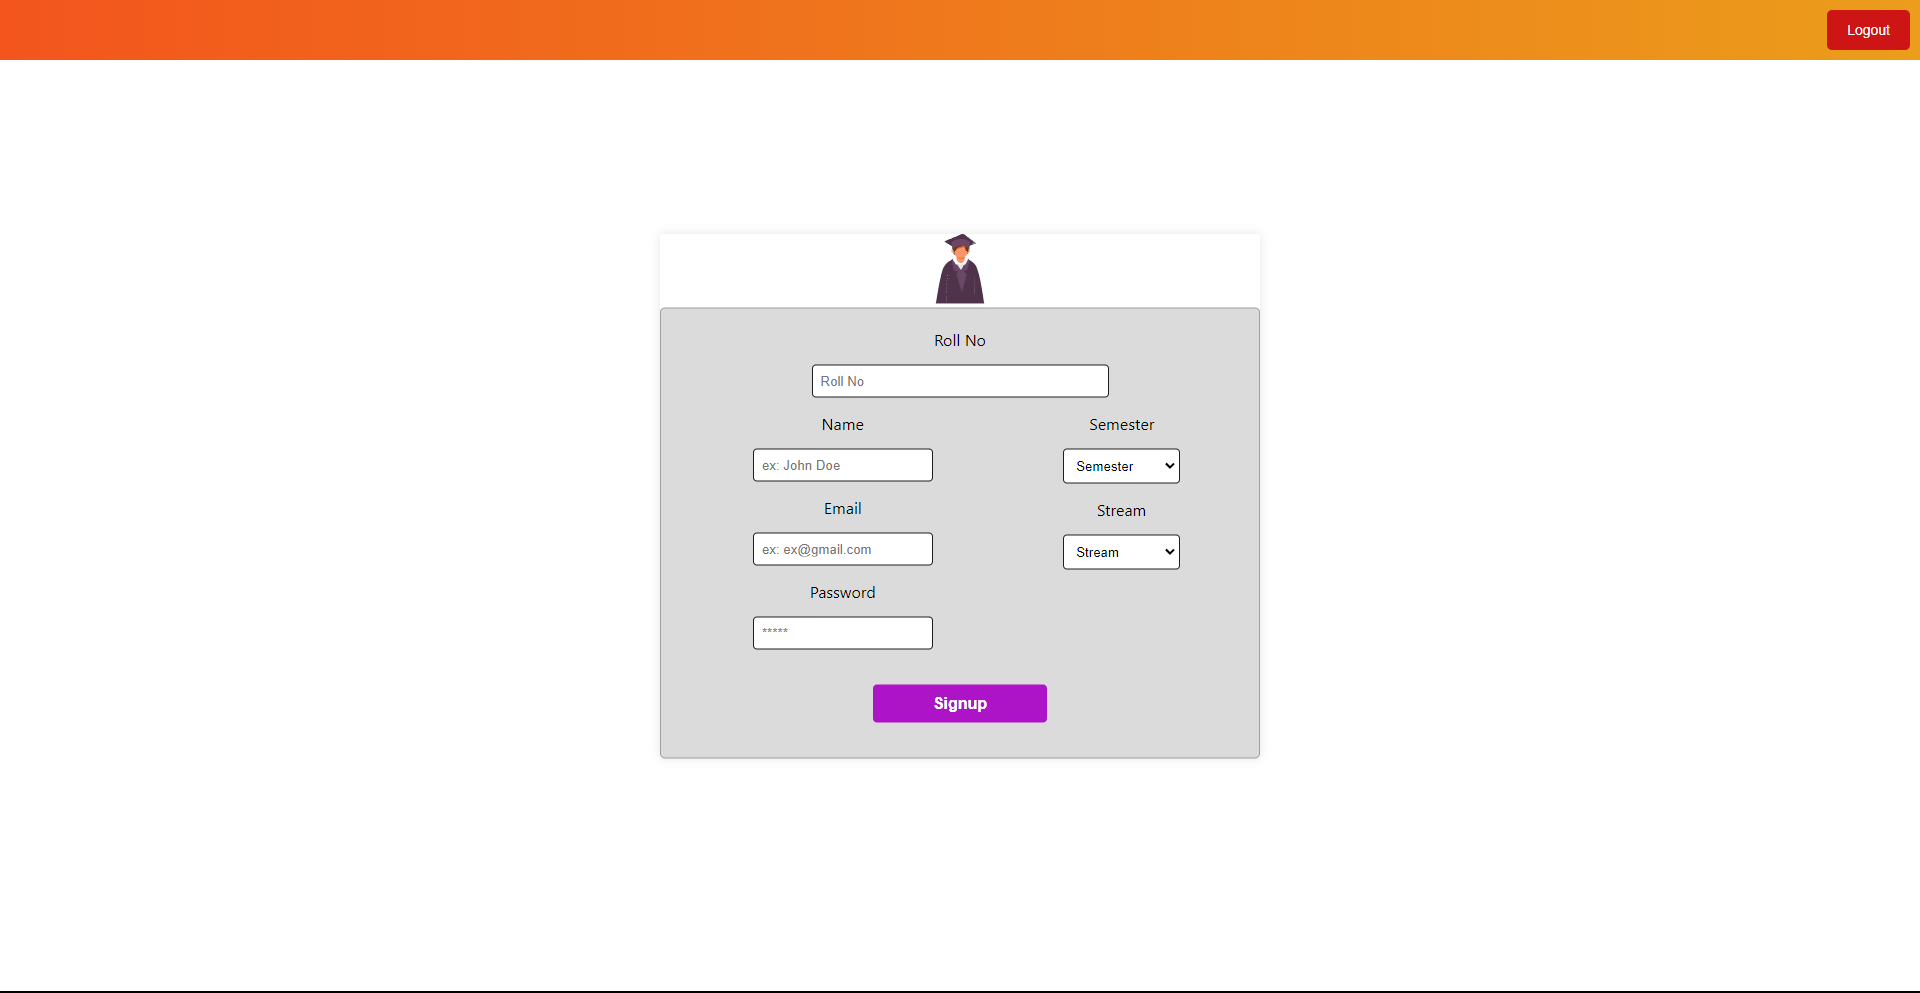 Logout
Roll No
Roll No
Name
Semester
ex: John Doe
Semester
Email
Stream
ex: ex@gmail.com
Stream
Password
*****
Signup